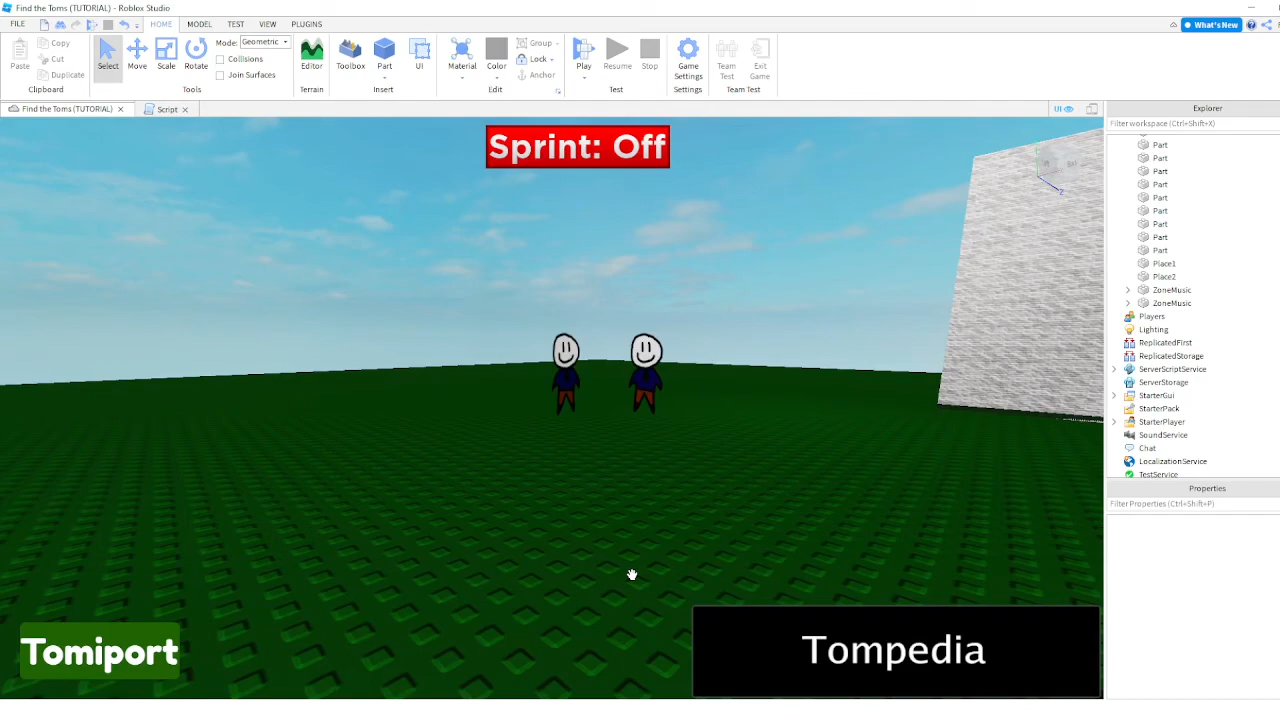 Find the Toms (TUTORIAL) - Roblox Studio
FILE HOME MODEL TEST VIEW PLUGINS What's New
Paste Copy Cut Duplicate Clipboard
Select Move Scale Rotate Mode: Geometric Collisions Join Surfaces Tools
Editor Terrain
Toolbox Part UI Insert
Material Color Group Lock Anchor Edit
Play Resume Stop Test
Game Settings Settings
Team Test Exit Game Team Test
Find the Toms (TUTORIAL) Script UI
Sprint: Off
Tomiport
Tompedia
Explorer
Filter workspace (Ctrl+Shift+X)
Part
Part
Part
Part
Part
Part
Part
Part
Part
Place1
Place2
ZoneMusic
ZoneMusic
Players
Lighting
ReplicatedFirst
ReplicatedStorage
ServerScriptService
ServerStorage
StarterGui
StarterPack
StarterPlayer
SoundService
Chat
LocalizationService
TestService
Properties
Filter Properties (Ctrl+Shift+P)